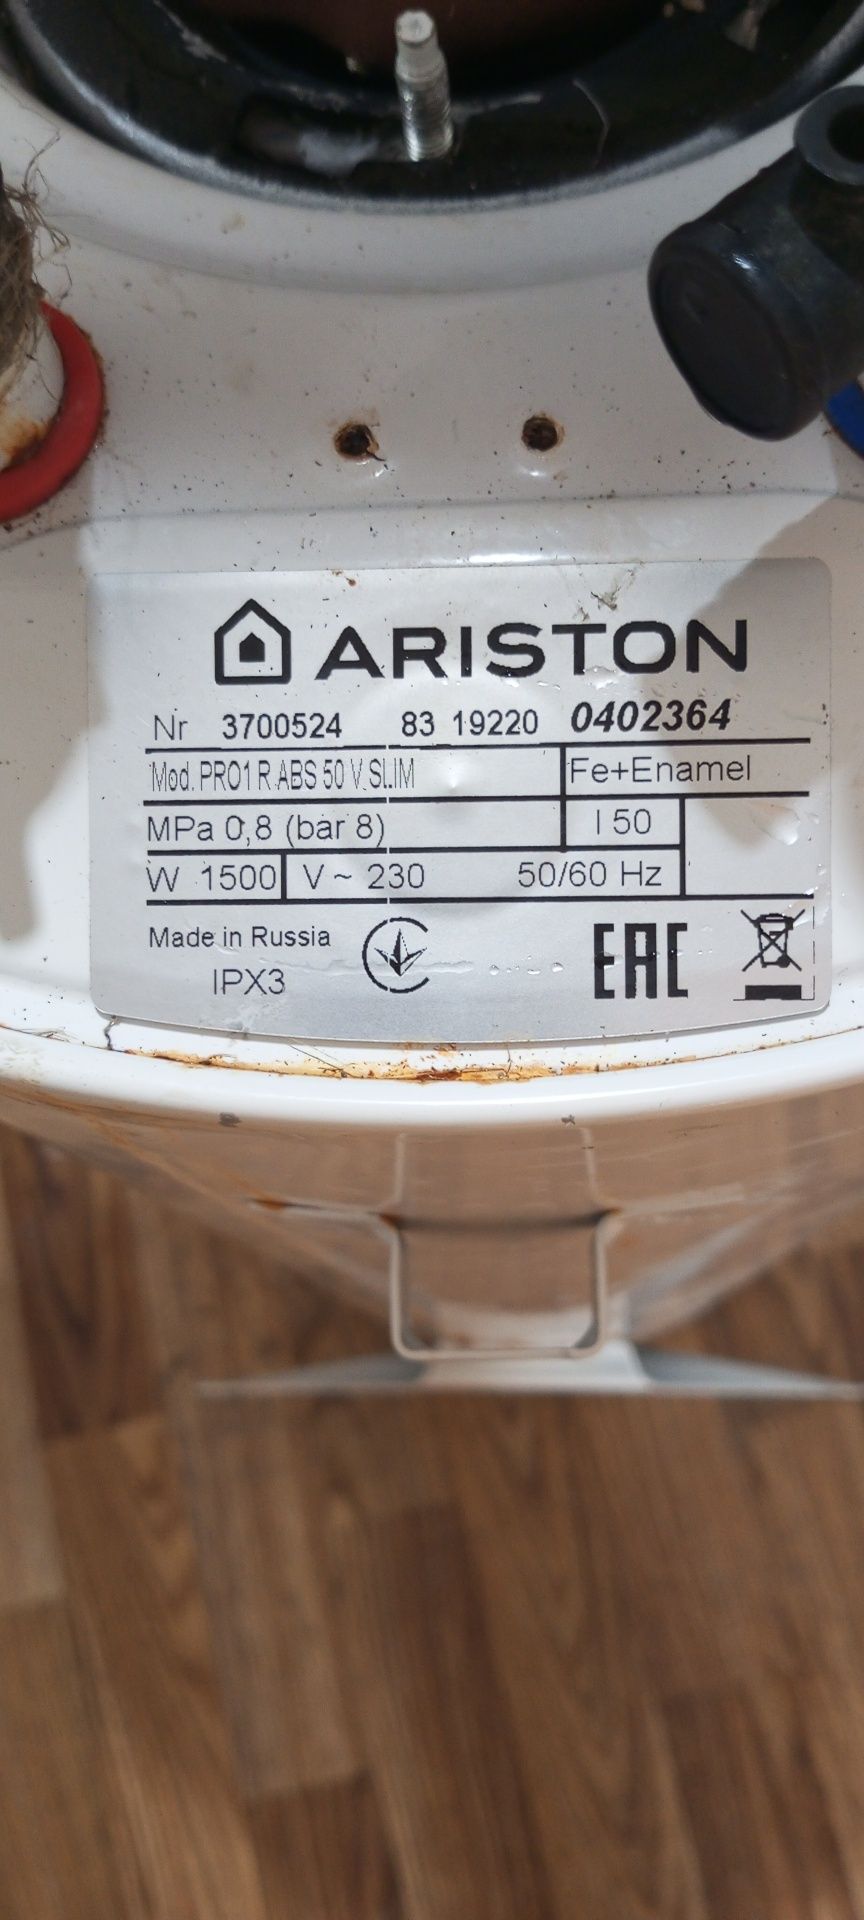 ARISTON
Nr 3700524 83 19220 0402364
Mod. PRO1 R ABS 50 V SLIM Fe+Enamel
MPa 0,8 (bar 8) l 50
W 1500 V ~ 230 50/60 Hz
Made in Russia
IPX3
EAC